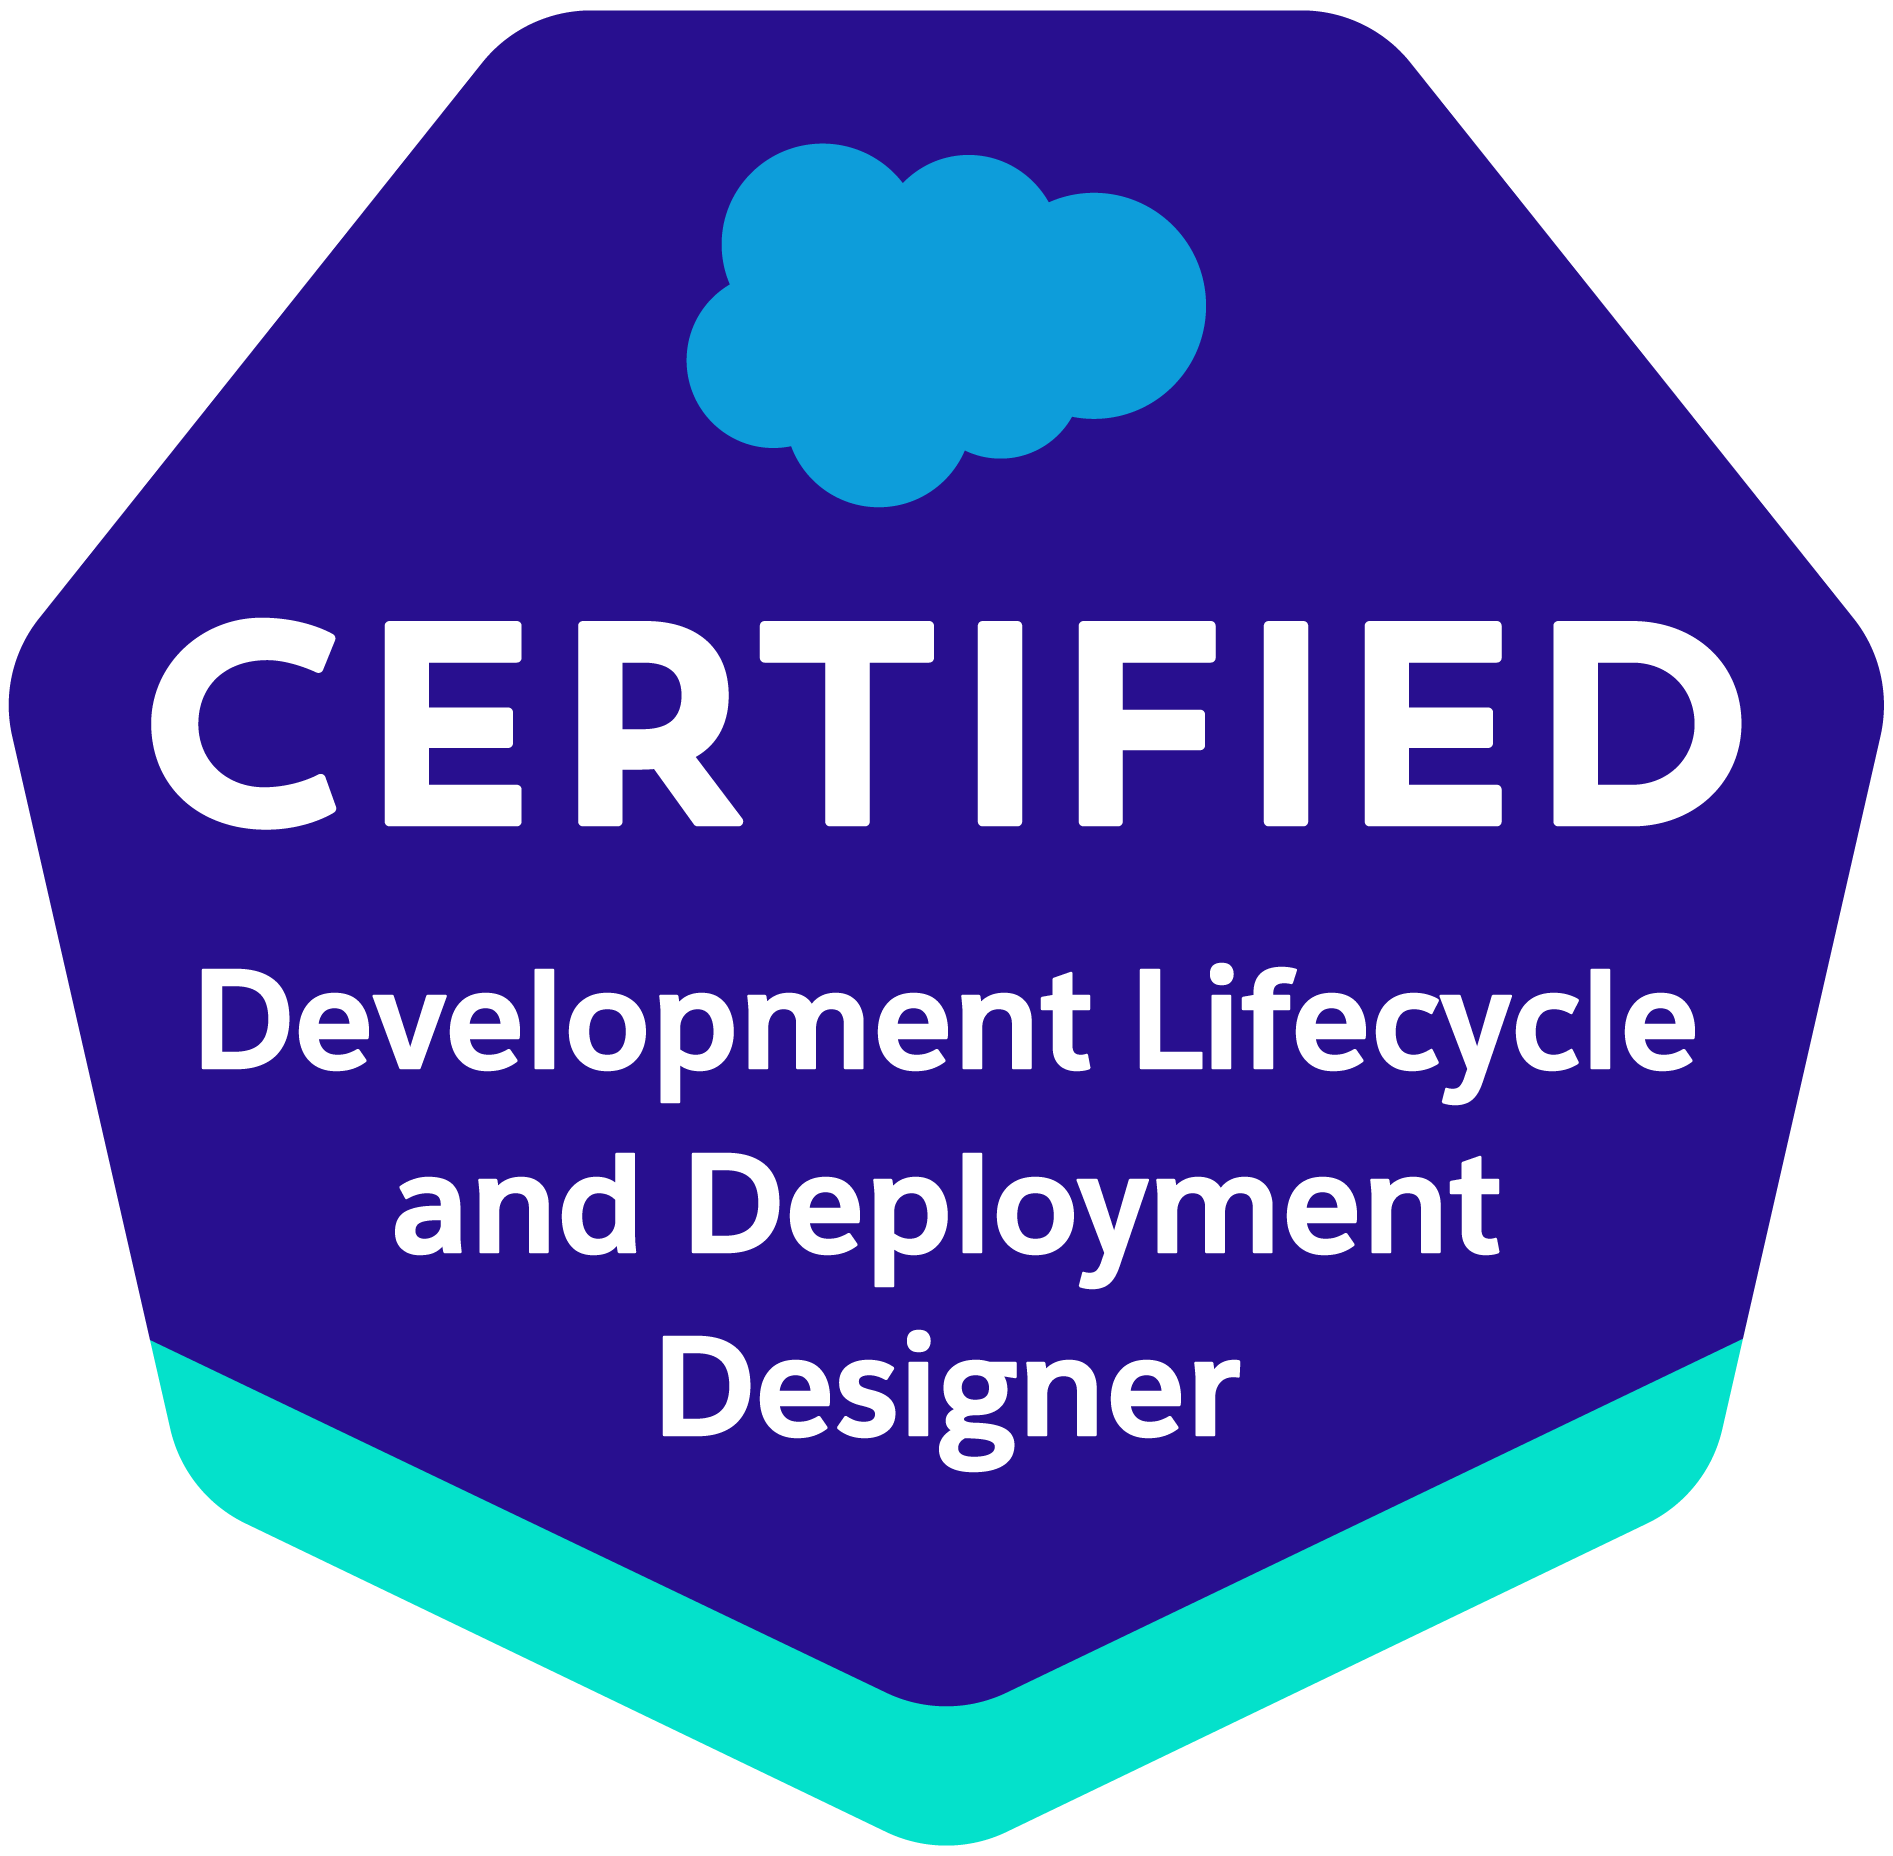 CERTIFIED
Development Lifecycle
and Deployment
Designer